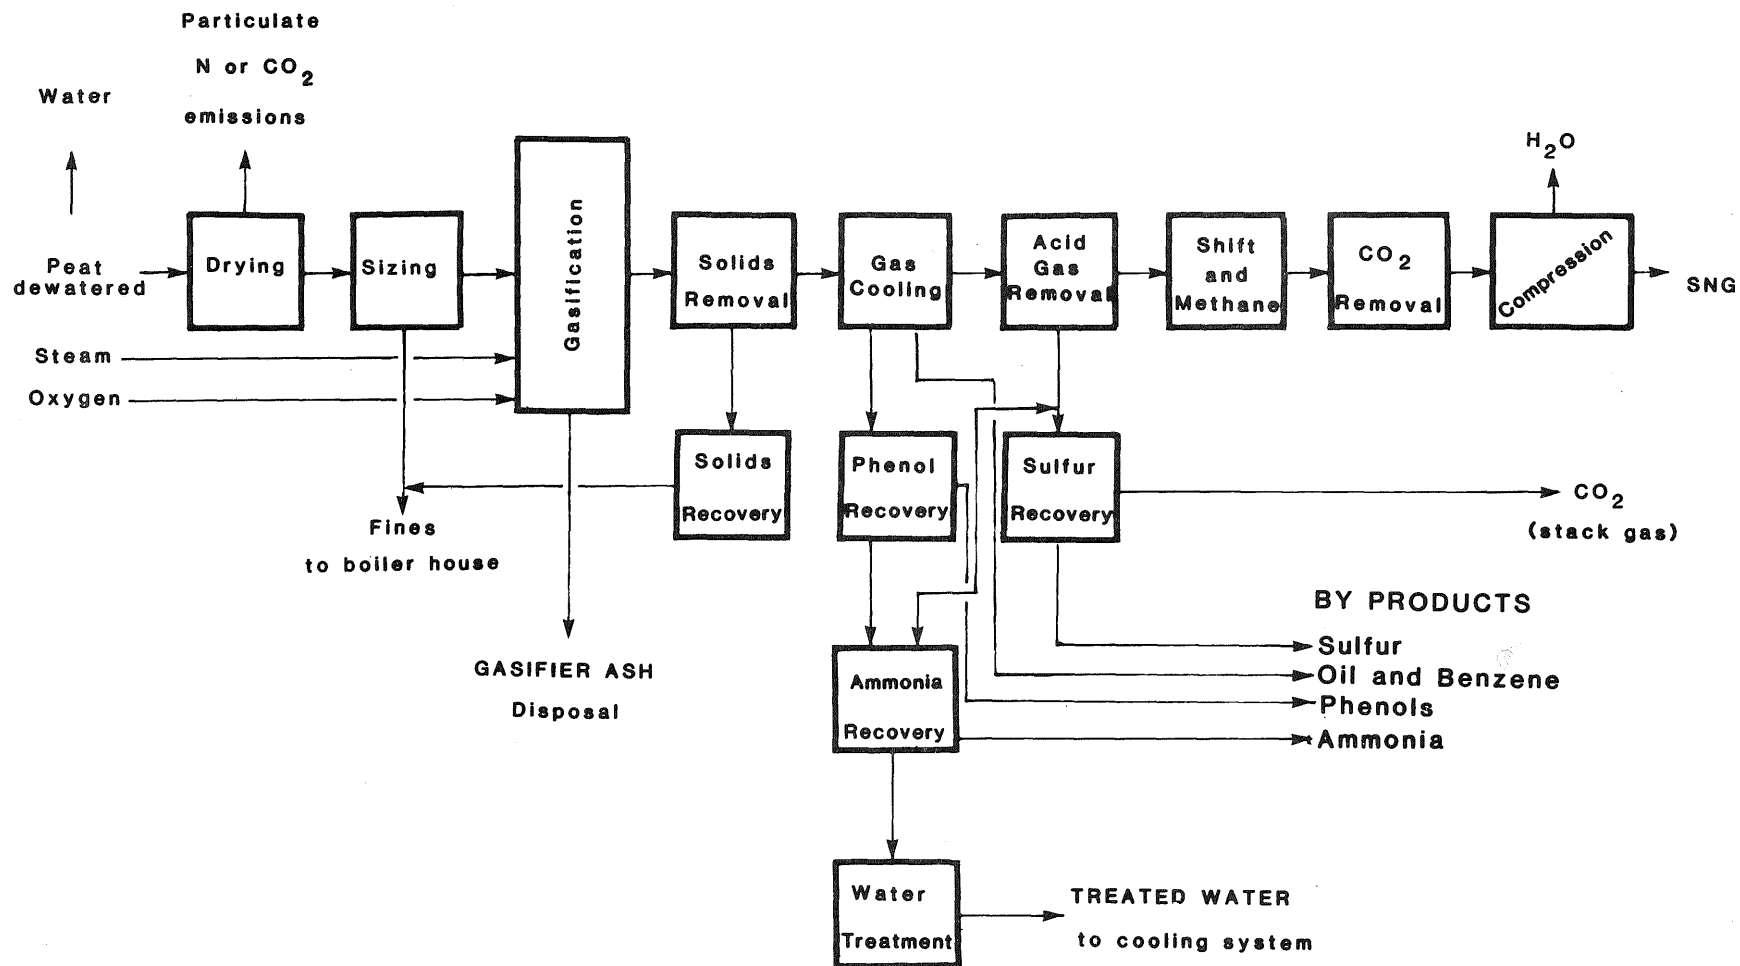 Particulate
N or CO2
emissions
Water
H2O
Peat
dewatered
Drying
Sizing
Gasification
Solids
Removal
Gas
Cooling
Acid
Gas
Removal
Shift
and
Methane
CO2
Removal
Compression
SNG
Steam
Oxygen
Solids
Recovery
Phenol
Recovery
Sulfur
Recovery
CO2
(stack gas)
Fines
to boiler house
BY PRODUCTS
Sulfur
Oil and Benzene
Phenols
Ammonia
GASIFIER ASH
Disposal
Ammonia
Recovery
Water
Treatment
TREATED WATER
to cooling system